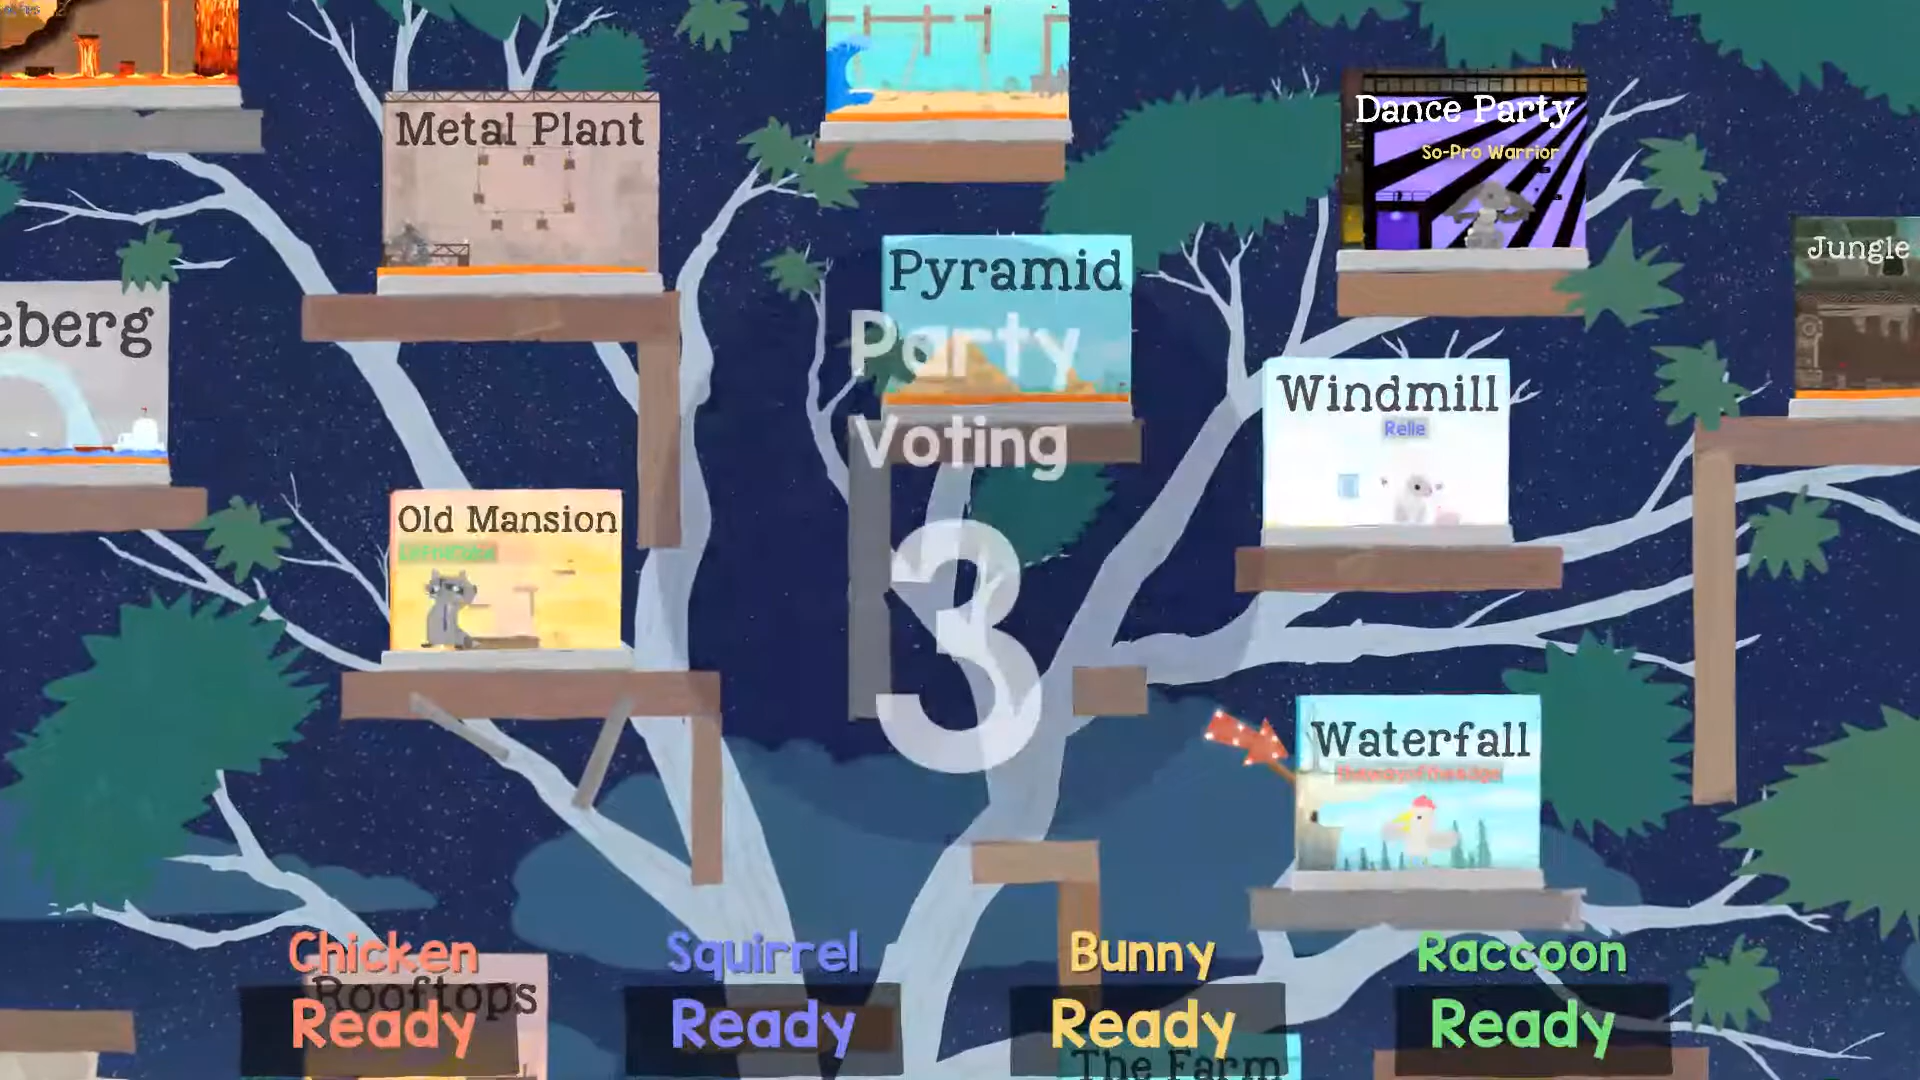 Metal Plant
Dance Party
So-Pro Warrior
Pyramid
Jungle
eberg
Party
Voting
3
Windmill
Relle
Old Mansion
Waterfall
Chicken
Squirrel
Bunny
Raccoon
Rooftops
Ready
Ready
Ready
Ready
The Farm